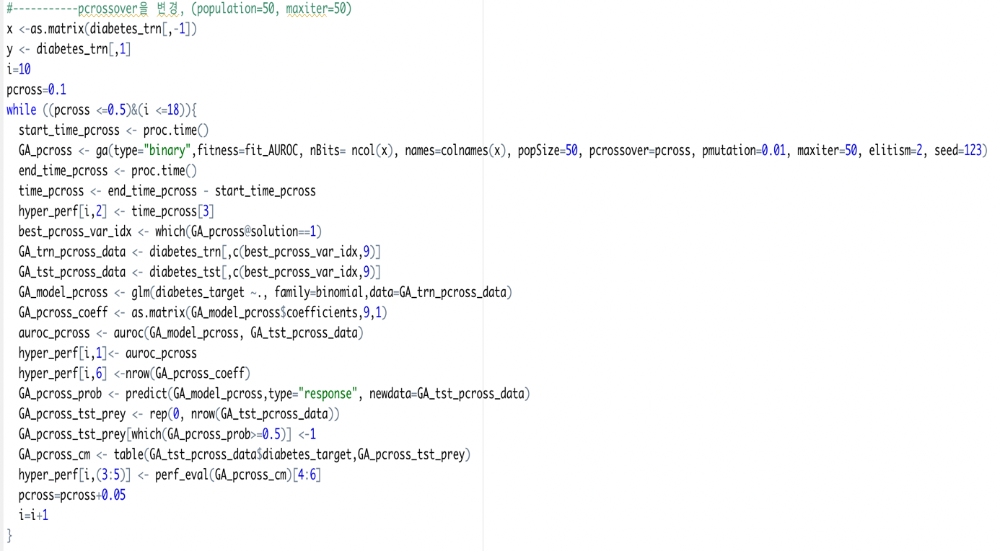 #-----------pcrossover을 변경, (population=50, maxiter=50)
x <-as.matrix(diabetes_trn[,-1])
y <- diabetes_trn[,1]
i=10
pcross=0.1
while ((pcross <=0.5)&(i <=18)){
  start_time_pcross <- proc.time()
  GA_pcross <- ga(type="binary",fitness=fit_AUROC, nBits= ncol(x), names=colnames(x), popSize=50, pcrossover=pcross, pmutation=0.01, maxiter=50, elitism=2, seed=123)
  end_time_pcross <- proc.time()
  time_pcross <- end_time_pcross - start_time_pcross
  hyper_perf[i,2] <- time_pcross[3]
  best_pcross_var_idx <- which(GA_pcross@solution==1)
  GA_trn_pcross_data <- diabetes_trn[,c(best_pcross_var_idx,9)]
  GA_tst_pcross_data <- diabetes_tst[,c(best_pcross_var_idx,9)]
  GA_model_pcross <- glm(diabetes_target ~., family=binomial,data=GA_trn_pcross_data)
  GA_pcross_coeff <- as.matrix(GA_model_pcross$coefficients,9,1)
  auroc_pcross <- auroc(GA_model_pcross, GA_tst_pcross_data)
  hyper_perf[i,1]<- auroc_pcross
  hyper_perf[i,6] <-nrow(GA_pcross_coeff)
  GA_pcross_prob <- predict(GA_model_pcross,type="response", newdata=GA_tst_pcross_data)
  GA_pcross_tst_prey <- rep(0, nrow(GA_tst_pcross_data))
  GA_pcross_tst_prey[which(GA_pcross_prob>=0.5)] <-1
  GA_pcross_cm <- table(GA_tst_pcross_data$diabetes_target,GA_pcross_tst_prey)
  hyper_perf[i,(3:5)] <- perf_eval(GA_pcross_cm)[4:6]
  pcross=pcross+0.05
  i=i+1
}